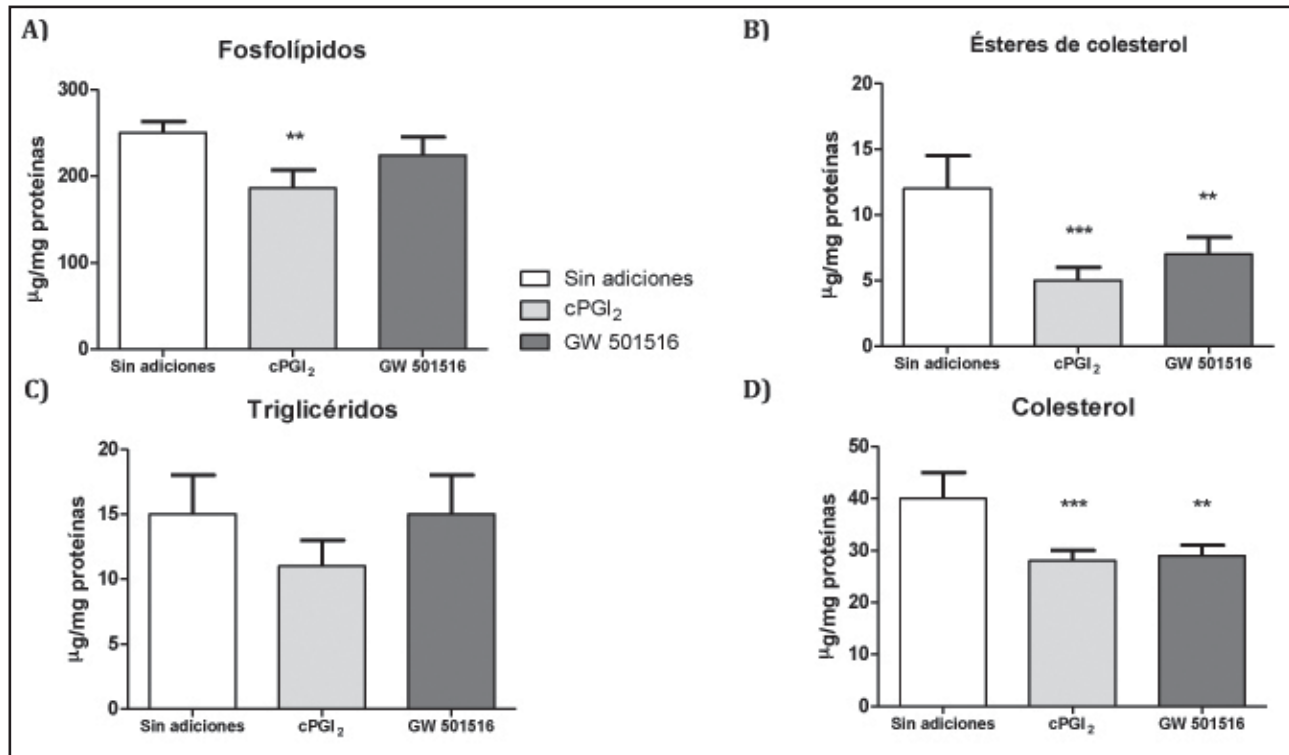 A)
Fosfolípidos
µg/mg proteínas
300
200
100
0
Sin adiciones
cPGI₂
GW 501516
B)
Ésteres de colesterol
µg/mg proteínas
20
15
10
5
0
Sin adiciones
cPGI₂
GW 501516
**
***
**
Sin adiciones
cPGI₂
GW 501516
C)
Triglicéridos
µg/mg proteínas
20
15
10
5
0
Sin adiciones
cPGI₂
GW 501516
D)
Colesterol
µg/mg proteínas
50
40
30
20
10
0
***
**
Sin adiciones
cPGI₂
GW 501516